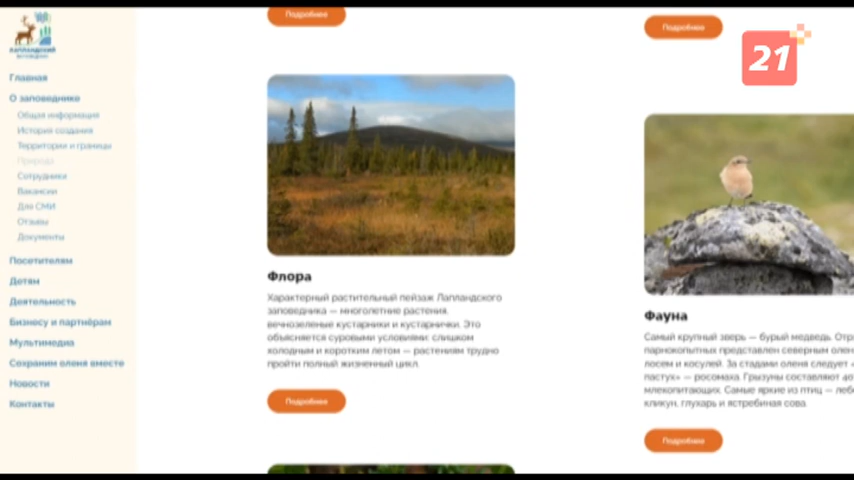 Подробнее
Подробнее
21
ЛАПЛАНДСКИЙ
ЗАПОВЕДНИК
Главная
О заповеднике
Общая информация
История создания
Территории и границы
Природа
Сотрудники
Вакансии
Для СМИ
Отзывы
Документы
Посетителям
Детям
Деятельность
Бизнесу и партнёрам
Мультимедиа
Сохраним оленя вместе
Новости
Контакты
Флора
Характерный растительный пейзаж Лапландского
заповедника — многолетние растения,
вечнозеленые кустарники и кустарнички. Это
объясняется суровыми условиями: слишком
холодным и коротким летом — растениям трудно
пройти полный жизненный цикл.
Подробнее
Фауна
Самый крупный зверь — бурый медведь. Отр
парнокопытных представлен северным олен
лосем и косулей. За стадами оленя следует
пастух» — росомаха. Грызуны составляют 40
млекопитающих. Самые яркие из птиц — леб
кликун, глухарь и ястребиная сова.
Подробнее